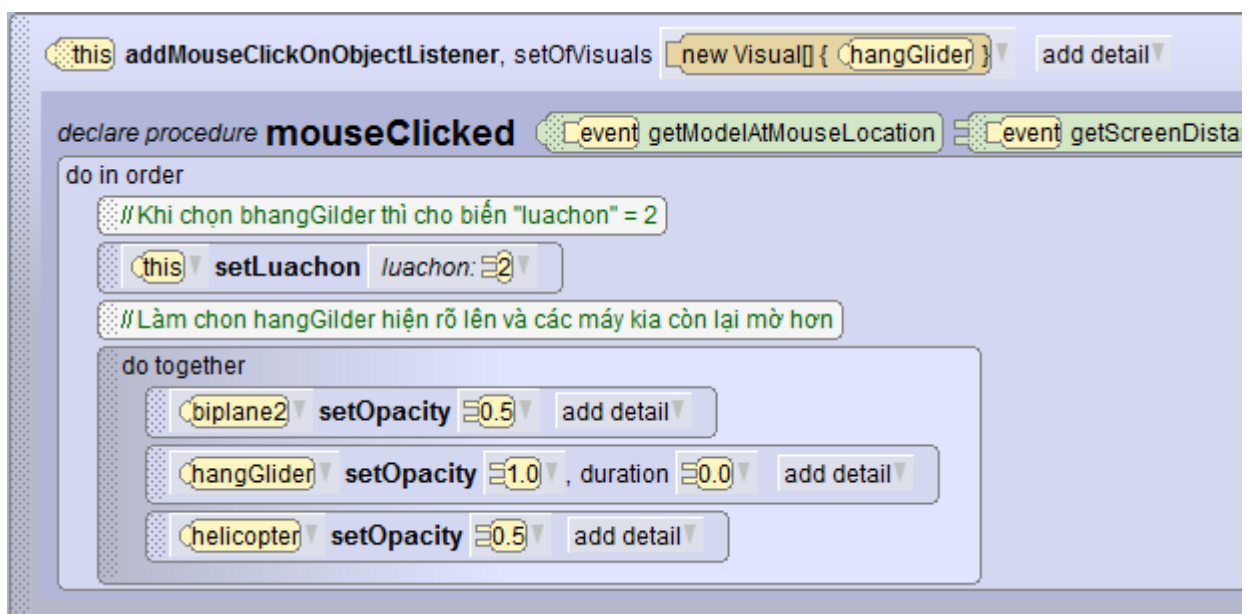 this addMouseClickOnObjectListener, setOfVisuals new Visual[] { hangGlider } add detail
declare procedure mouseClicked event getModelAtMouseLocation event getScreenDista
do in order
//Khi chọn bhangGilder thì cho biến "luachon" = 2
this setLuachon luachon: 2
//Làm chon hangGilder hiện rõ lên và các máy kia còn lại mờ hơn
do together
biplane2 setOpacity 0.5 add detail
hangGlider setOpacity 1.0 , duration 0.0 add detail
helicopter setOpacity 0.5 add detail